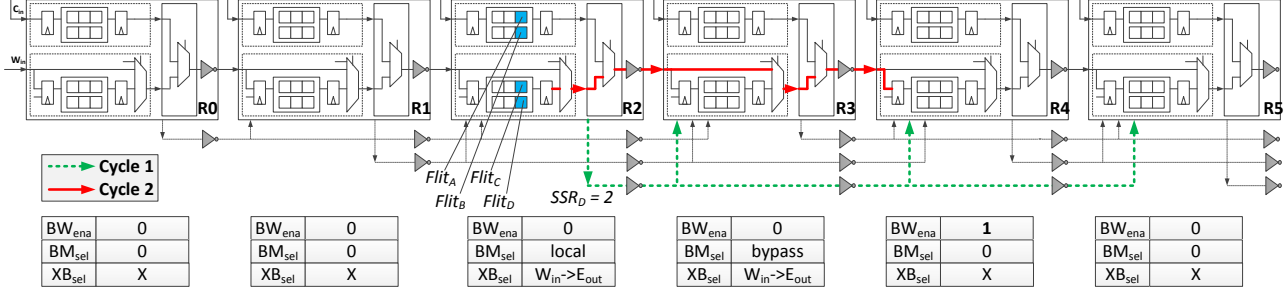 C_in
W_in
R0 R1 R2 R3 R4 R5
Cycle 1
Cycle 2
Flit_A Flit_C
Flit_B Flit_D
SSR_D = 2
BW_ena 0
BM_sel 0
XB_sel X
BW_ena 0
BM_sel 0
XB_sel X
BW_ena 0
BM_sel local
XB_sel W_in->E_out
BW_ena 0
BM_sel bypass
XB_sel W_in->E_out
BW_ena 1
BM_sel 0
XB_sel X
BW_ena 0
BM_sel 0
XB_sel X